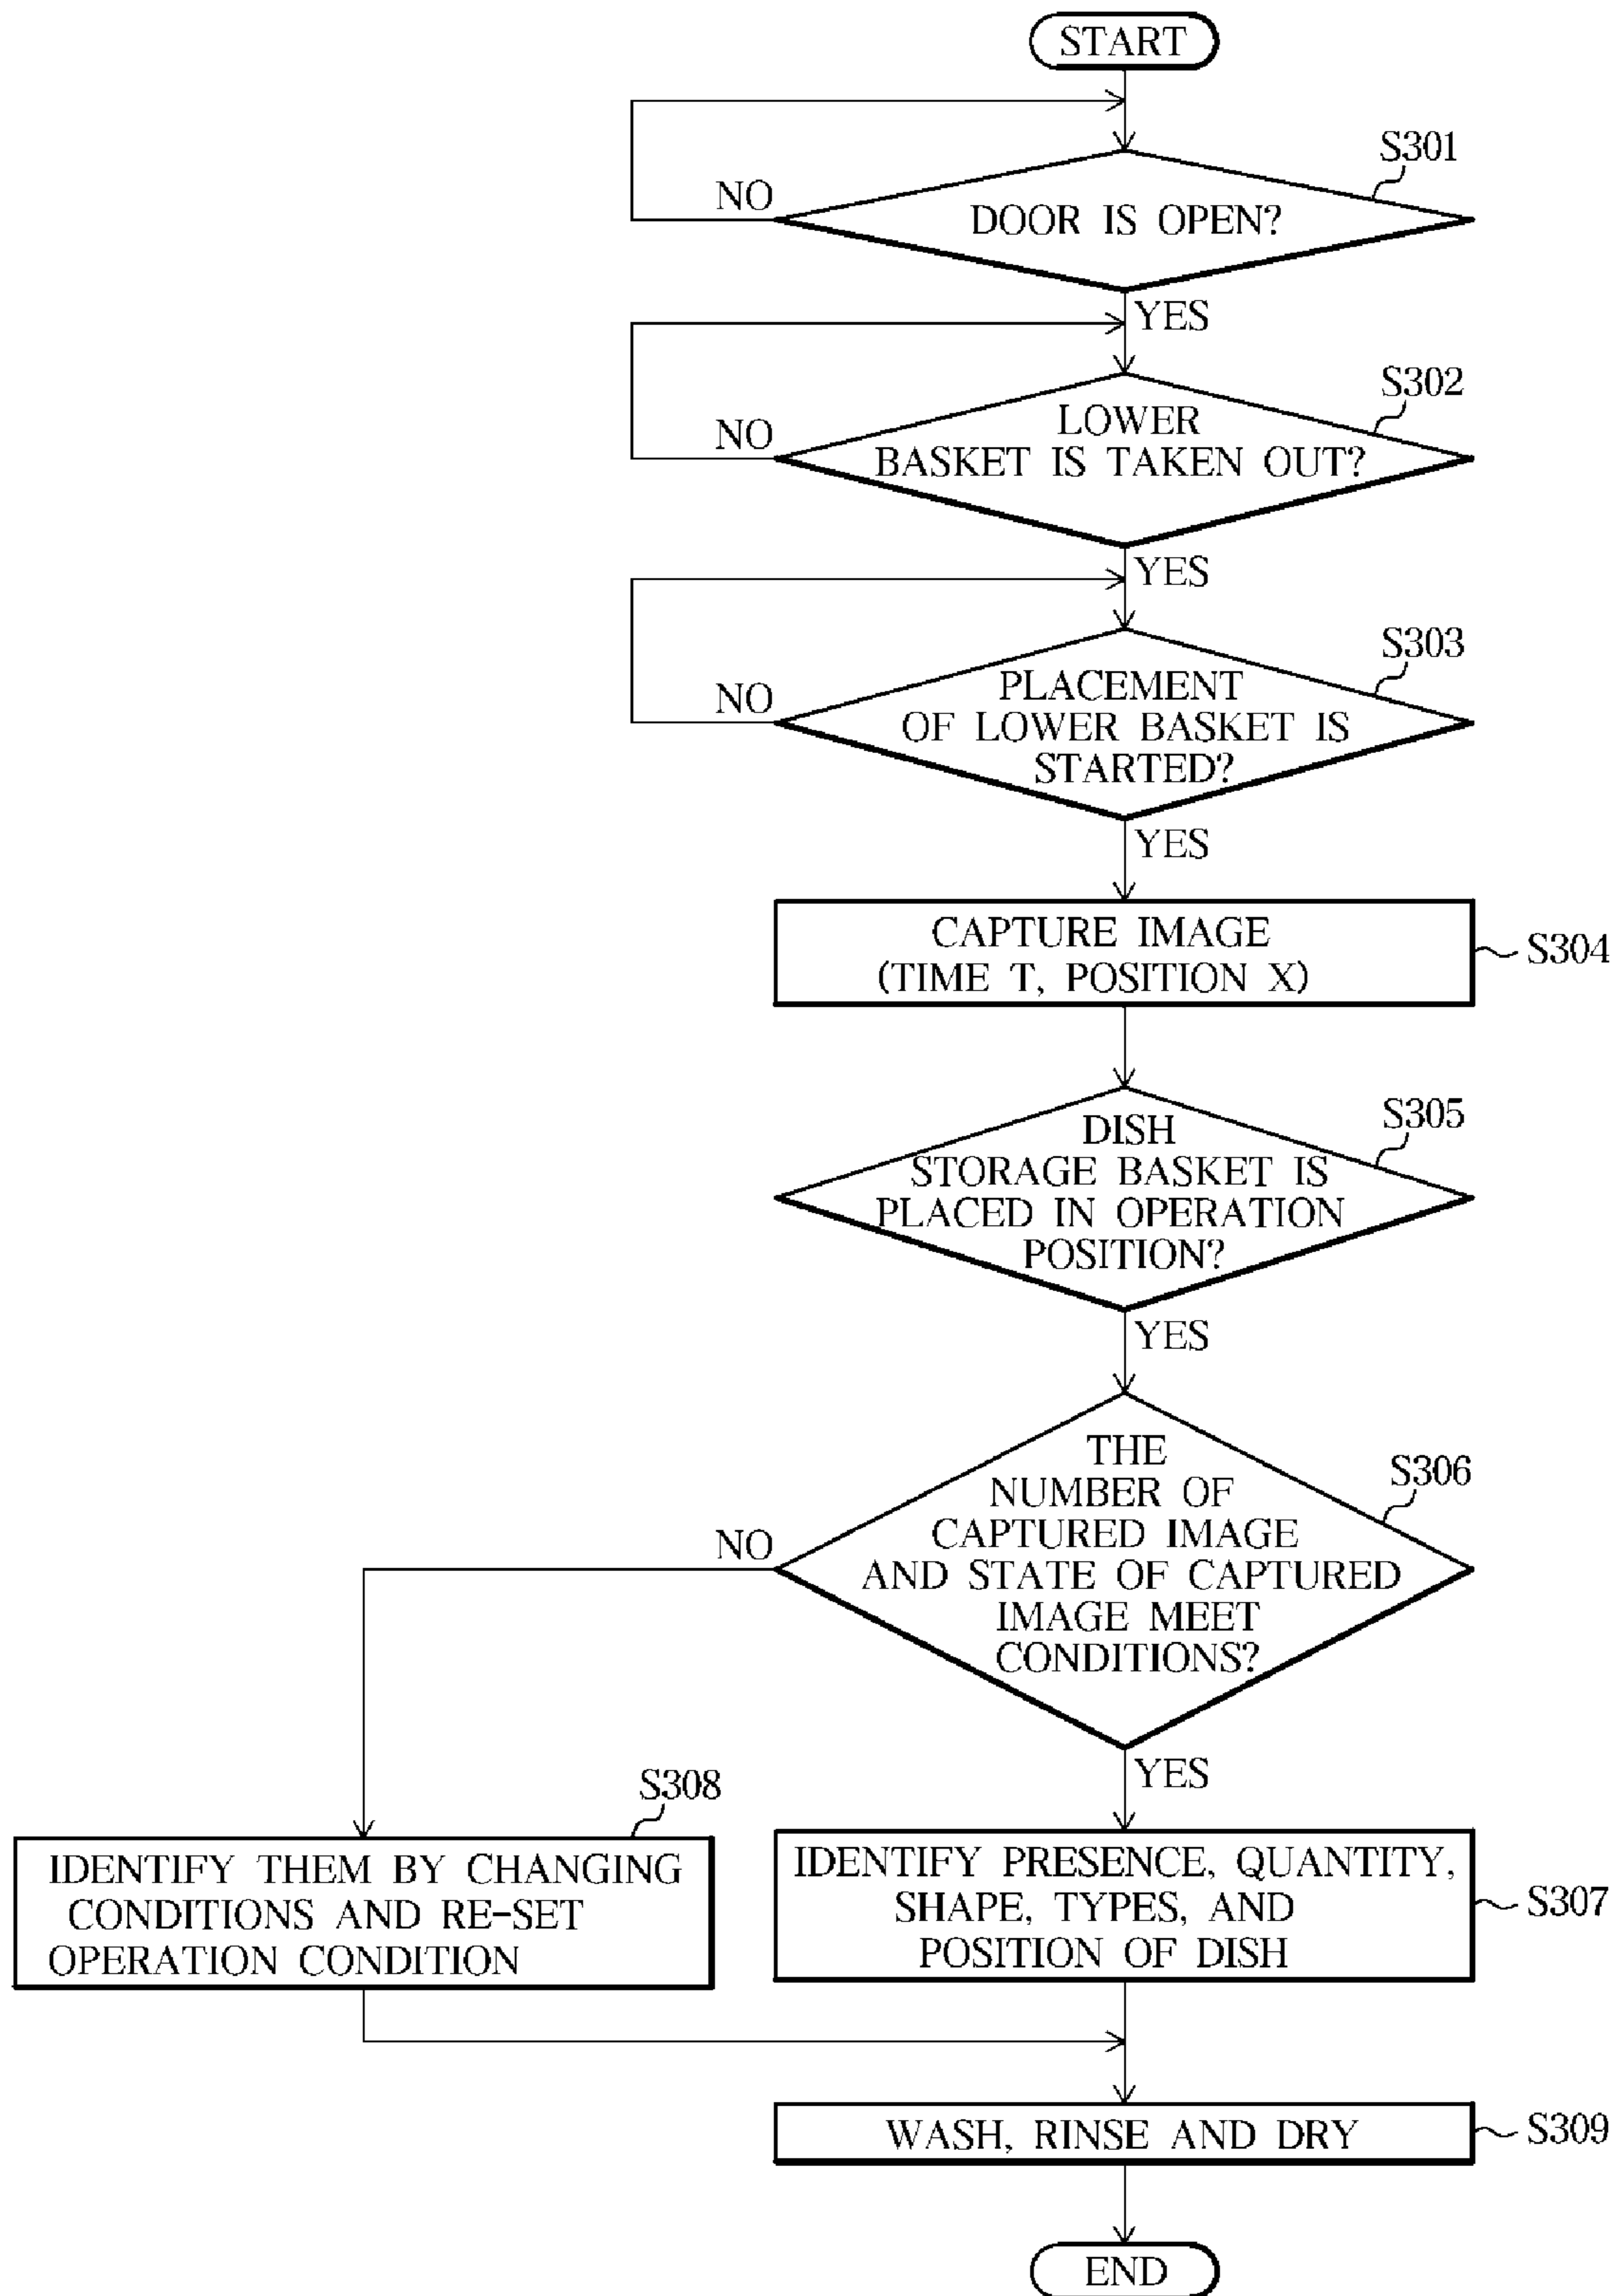 START
S301
NO
DOOR IS OPEN?
YES
S302
NO
LOWER
BASKET IS TAKEN OUT?
YES
S303
NO
PLACEMENT
OF LOWER BASKET IS
STARTED?
YES
CAPTURE IMAGE
(TIME T, POSITION X)
S304
S305
DISH
STORAGE BASKET IS
PLACED IN OPERATION
POSITION?
YES
S306
NO
THE
NUMBER OF
CAPTURED IMAGE
AND STATE OF CAPTURED
IMAGE MEET
CONDITIONS?
YES
S308
IDENTIFY THEM BY CHANGING
CONDITIONS AND RE-SET
OPERATION CONDITION
IDENTIFY PRESENCE, QUANTITY,
SHAPE, TYPES, AND
POSITION OF DISH
S307
WASH, RINSE AND DRY
S309
END